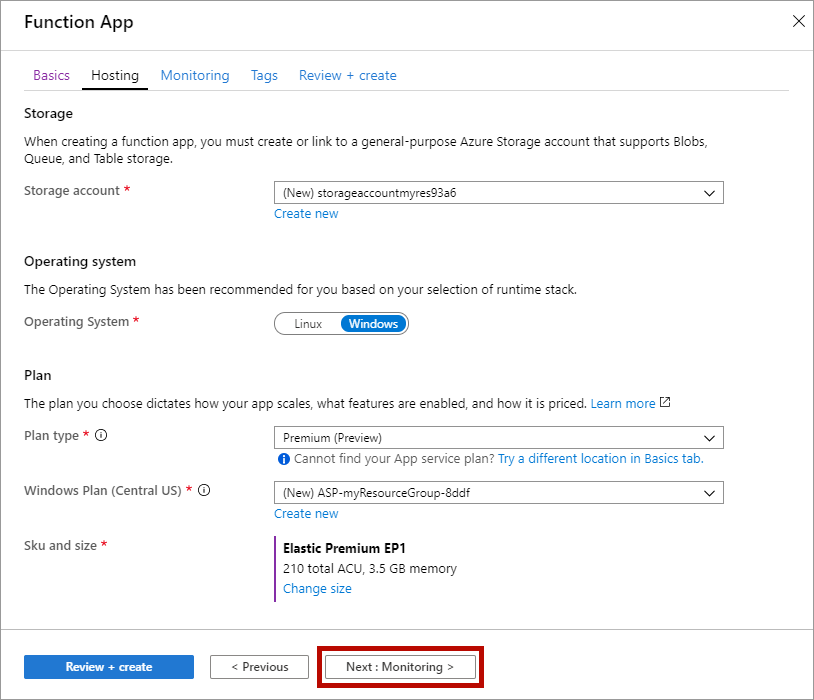 Function App
Basics Hosting Monitoring Tags Review + create
Storage
When creating a function app, you must create or link to a general-purpose Azure Storage account that supports Blobs,
Queue, and Table storage.
Storage account * (New) storageaccountmyres93a6
Create new
Operating system
The Operating System has been recommended for you based on your selection of runtime stack.
Operating System * Linux Windows
Plan
The plan you choose dictates how your app scales, what features are enabled, and how it is priced. Learn more
Plan type * Premium (Preview)
Cannot find your App service plan? Try a different location in Basics tab.
Windows Plan (Central US) * (New) ASP-myResourceGroup-8ddf
Create new
Sku and size * Elastic Premium EP1
210 total ACU, 3.5 GB memory
Change size
Review + create < Previous Next : Monitoring >